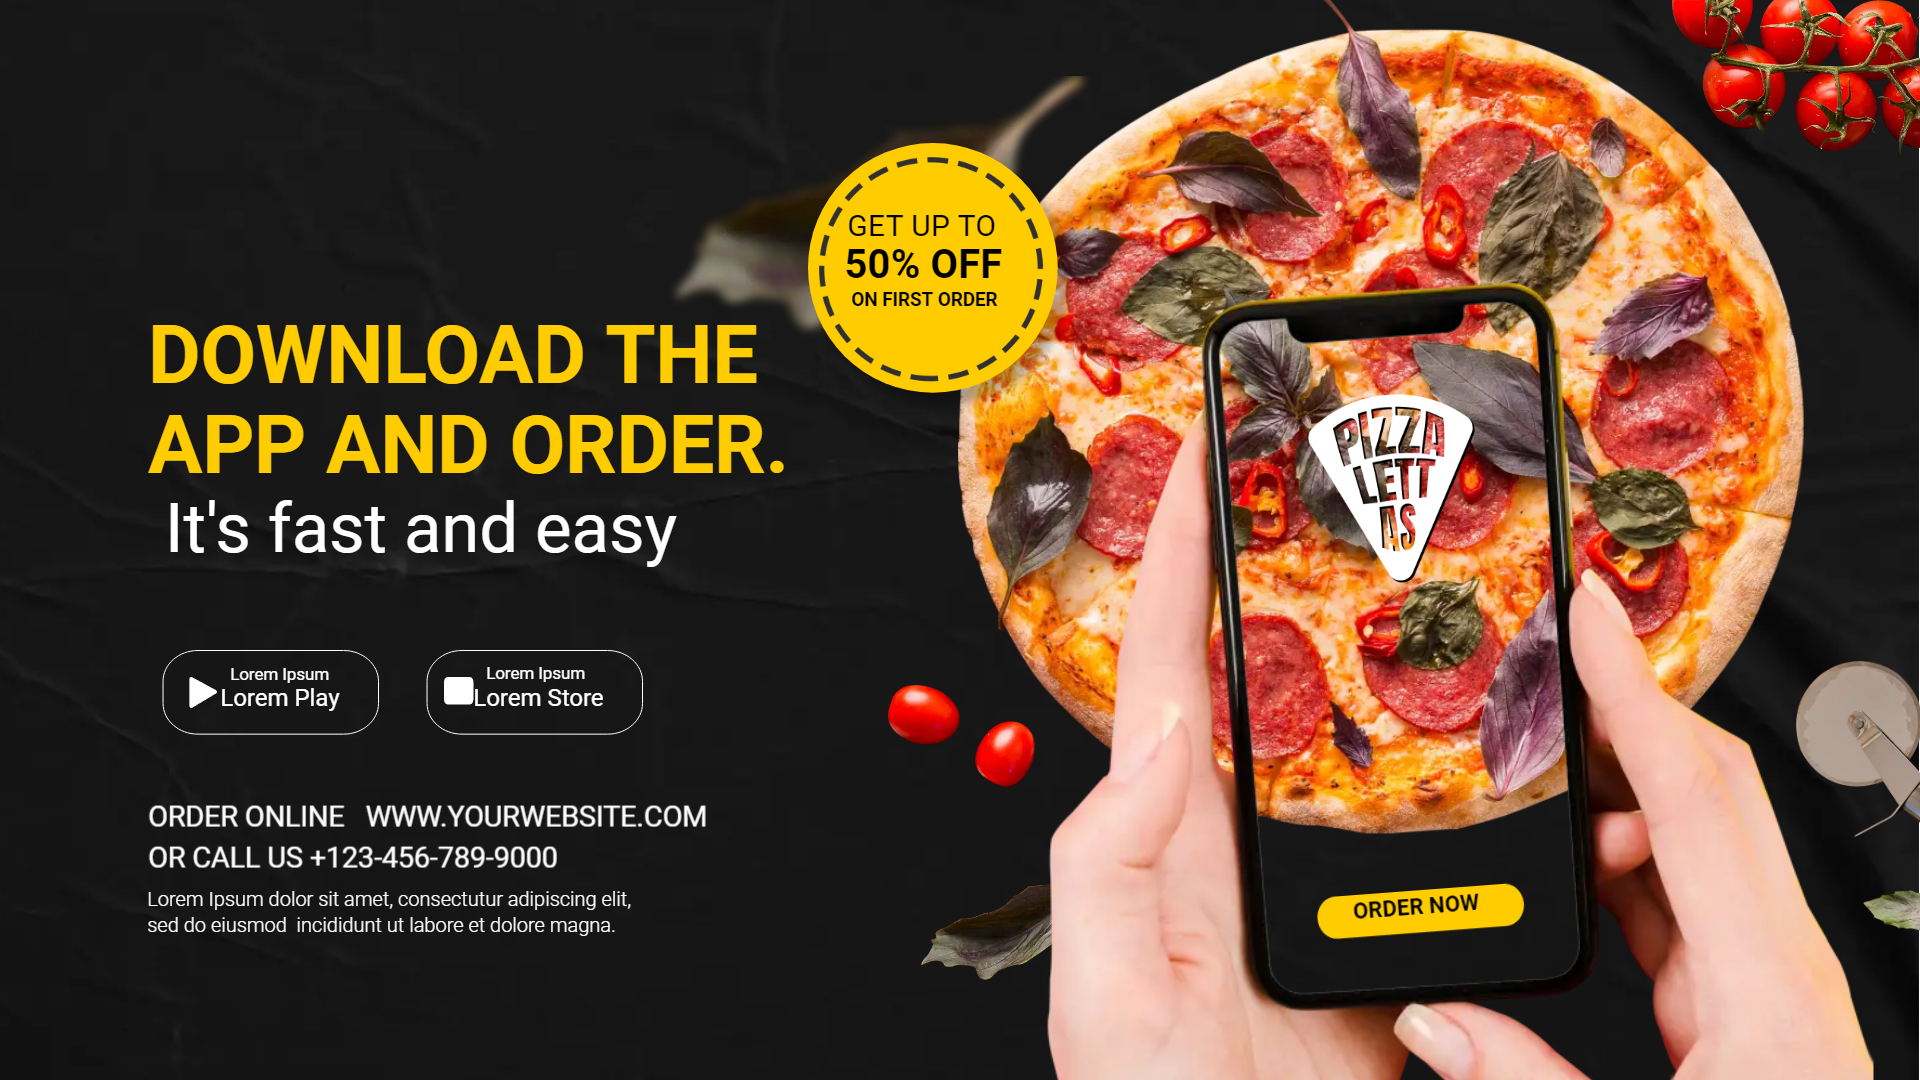 GET UP TO
50% OFF
ON FIRST ORDER
DOWNLOAD THE
APP AND ORDER.
It's fast and easy
PIZZA
LETT
AS
Lorem Ipsum
Lorem Play
Lorem Ipsum
Lorem Store
ORDER ONLINE WWW.YOURWEBSITE.COM
OR CALL US +123-456-789-9000
Lorem Ipsum dolor sit amet, consectutur adipiscing elit,
sed do eiusmod incididunt ut labore et dolore magna.
ORDER NOW